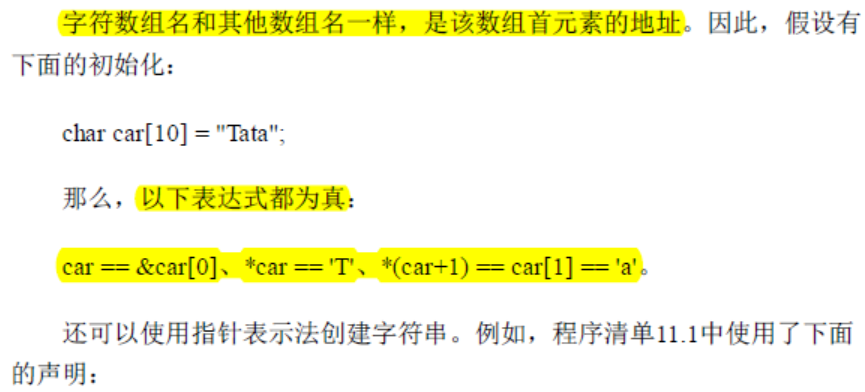 字符数组名和其他数组名一样，是该数组首元素的地址。因此，假设有
下面的初始化：
char car[10] = "Tata";
那么，以下表达式都为真：
car == &car[0]、*car == 'T'、*(car+1) == car[1] == 'a'。
还可以使用指针表示法创建字符串。例如，程序清单11.1中使用了下面
的声明：